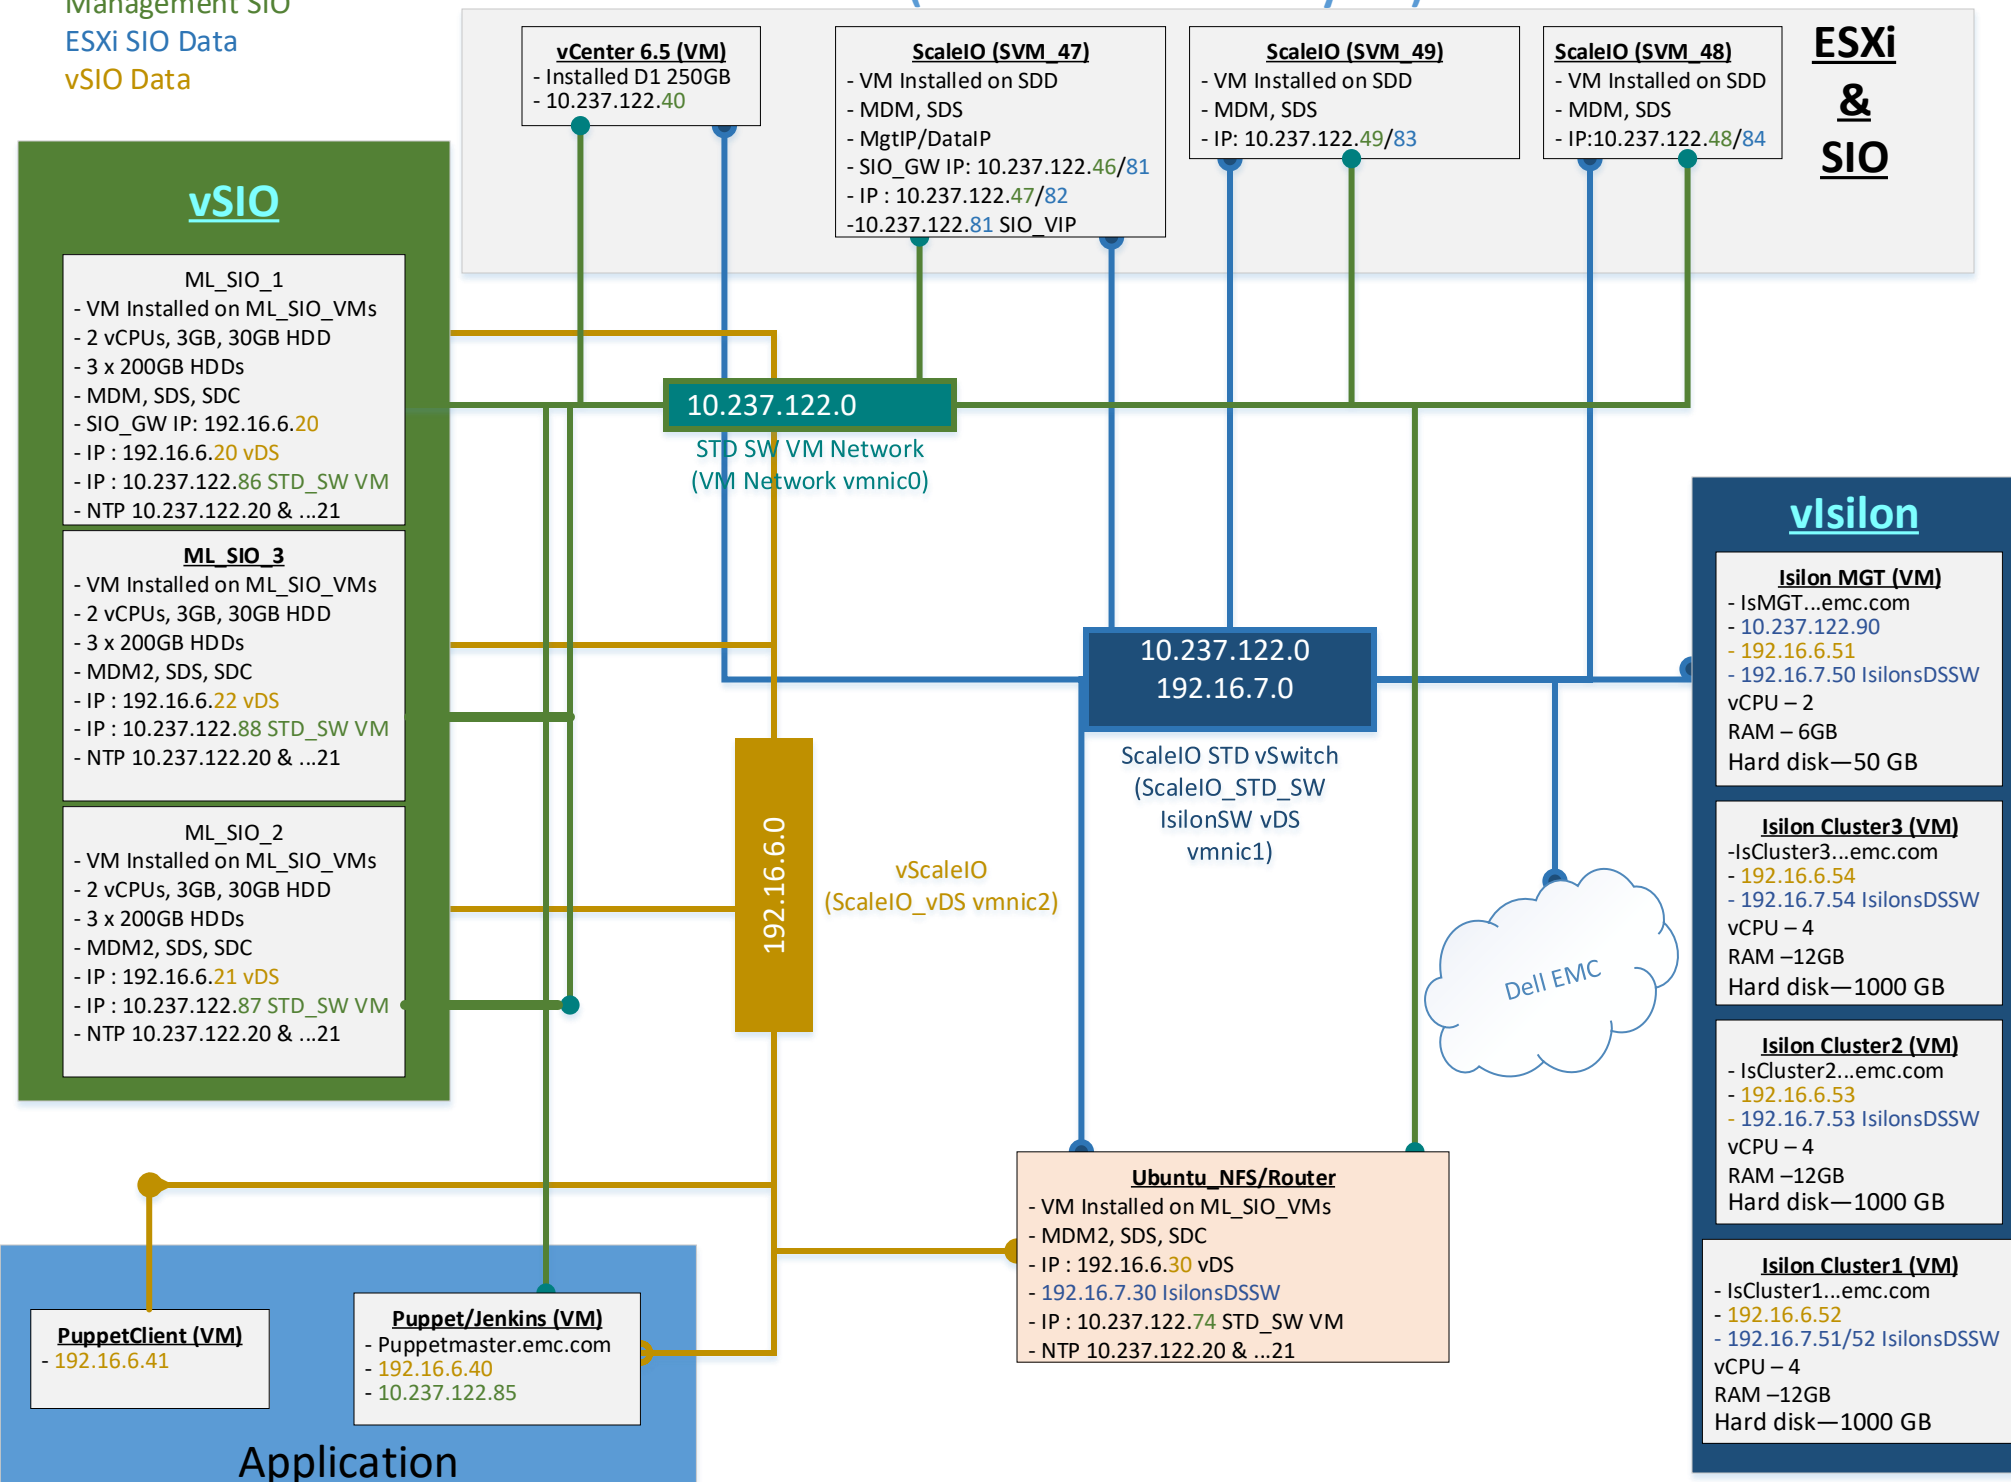 Management SIO
ESXi SIO Data
vSIO Data
ESXi
&
SIO
vCenter 6.5 (VM)
- Installed D1 250GB
- 10.237.122.40
ScaleIO (SVM_47)
- VM Installed on SDD
- MDM, SDS
- MgtIP/DataIP
- SIO_GW IP: 10.237.122.46/81
- IP : 10.237.122.47/82
-10.237.122.81 SIO_VIP
ScaleIO (SVM_49)
- VM Installed on SDD
- MDM, SDS
- IP: 10.237.122.49/83
ScaleIO (SVM_48)
- VM Installed on SDD
- MDM, SDS
- IP:10.237.122.48/84
vSIO
ML_SIO_1
- VM Installed on ML_SIO_VMs
- 2 vCPUs, 3GB, 30GB HDD
- 3 x 200GB HDDs
- MDM, SDS, SDC
- SIO_GW IP: 192.16.6.20
- IP : 192.16.6.20 vDS
- IP : 10.237.122.86 STD_SW VM
- NTP 10.237.122.20 & ...21
ML_SIO_3
- VM Installed on ML_SIO_VMs
- 2 vCPUs, 3GB, 30GB HDD
- 3 x 200GB HDDs
- MDM2, SDS, SDC
- IP : 192.16.6.22 vDS
- IP : 10.237.122.88 STD_SW VM
- NTP 10.237.122.20 & ...21
ML_SIO_2
- VM Installed on ML_SIO_VMs
- 2 vCPUs, 3GB, 30GB HDD
- 3 x 200GB HDDs
- MDM2, SDS, SDC
- IP : 192.16.6.21 vDS
- IP : 10.237.122.87 STD_SW VM
- NTP 10.237.122.20 & ...21
10.237.122.0
STD SW VM Network
(VM Network vmnic0)
10.237.122.0
192.16.7.0
ScaleIO STD vSwitch
(ScaleIO_STD_SW
IsilonSW vDS
vmnic1)
192.16.6.0
vScaleIO
(ScaleIO_vDS vmnic2)
Dell EMC
vIsilon
Isilon MGT (VM)
- IsMGT...emc.com
- 10.237.122.90
- 192.16.6.51
- 192.16.7.50 IsilonsDSSW
vCPU – 2
RAM – 6GB
Hard disk—50 GB
Isilon Cluster3 (VM)
-IsCluster3...emc.com
- 192.16.6.54
- 192.16.7.54 IsilonsDSSW
vCPU – 4
RAM –12GB
Hard disk—1000 GB
Isilon Cluster2 (VM)
- IsCluster2...emc.com
- 192.16.6.53
- 192.16.7.53 IsilonsDSSW
vCPU – 4
RAM –12GB
Hard disk—1000 GB
Isilon Cluster1 (VM)
- IsCluster1...emc.com
- 192.16.6.52
- 192.16.7.51/52 IsilonsDSSW
vCPU – 4
RAM –12GB
Hard disk—1000 GB
Ubuntu_NFS/Router
- VM Installed on ML_SIO_VMs
- MDM2, SDS, SDC
- IP : 192.16.6.30 vDS
- 192.16.7.30 IsilonsDSSW
- IP : 10.237.122.74 STD_SW VM
- NTP 10.237.122.20 & ...21
PuppetClient (VM)
- 192.16.6.41
Puppet/Jenkins (VM)
- Puppetmaster.emc.com
- 192.16.6.40
- 10.237.122.85
Application